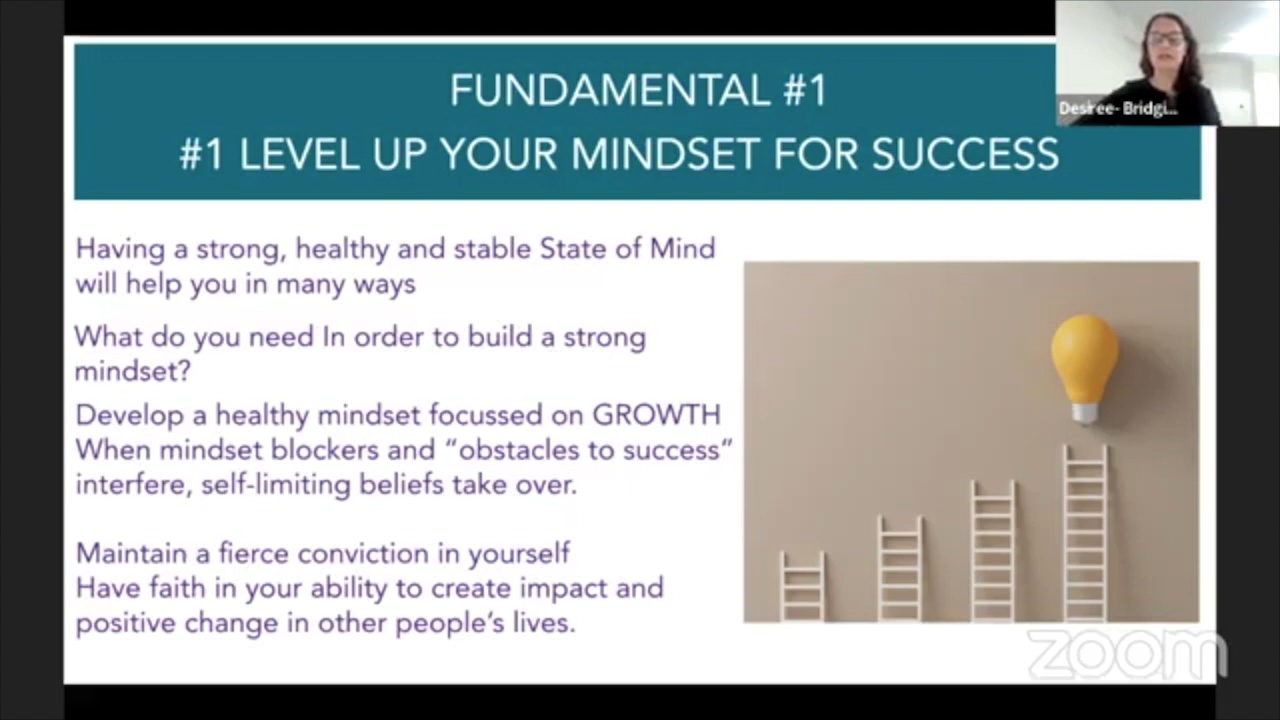 FUNDAMENTAL #1
#1 LEVEL UP YOUR MINDSET FOR SUCCESS
Desiree- Bridgi...
Having a strong, healthy and stable State of Mind
will help you in many ways
What do you need In order to build a strong
mindset?
Develop a healthy mindset focussed on GROWTH
When mindset blockers and “obstacles to success”
interfere, self-limiting beliefs take over.
Maintain a fierce conviction in yourself
Have faith in your ability to create impact and
positive change in other people’s lives.
zoom